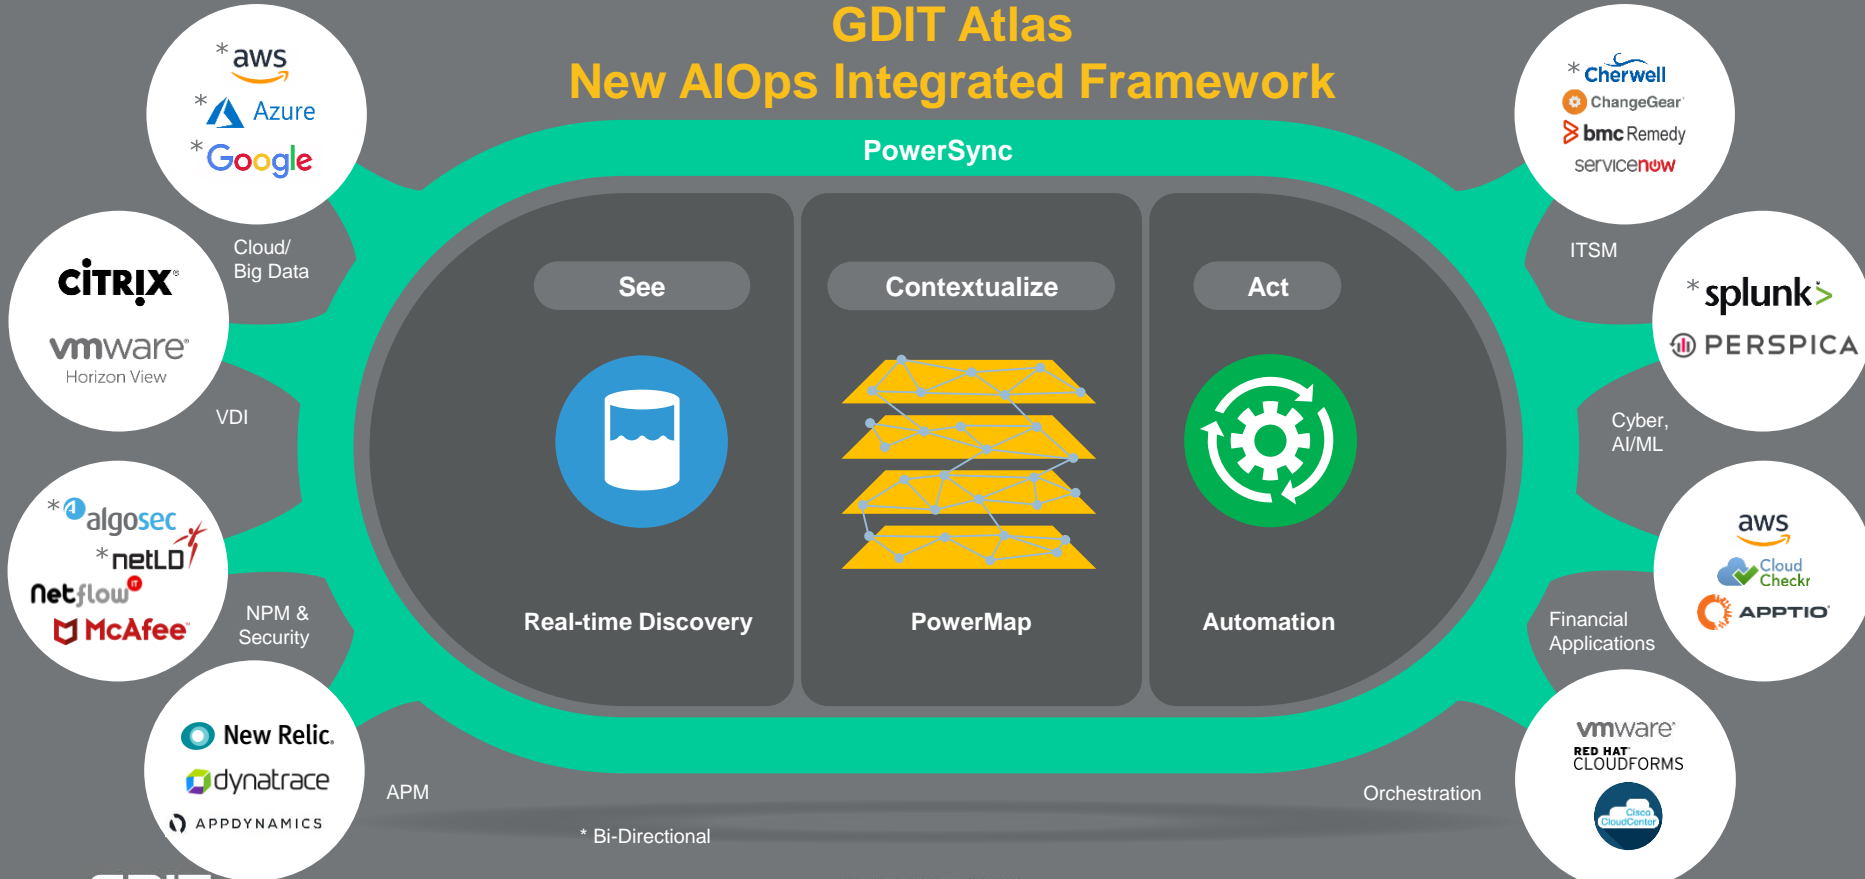 GDIT Atlas
New AIOps Integrated Framework
PowerSync
* aws
* Azure
* Google
Cloud/
Big Data
CITRIX®
vmware®
Horizon View
VDI
* algosec
* netLD
Netflow IT
McAfee™
NPM &
Security
New Relic.
dynatrace
APPDYNAMICS
APM
See
Real-time Discovery
Contextualize
PowerMap
Act
Automation
* Cherwell
ChangeGear
bmc Remedy
servicenow
ITSM
* splunk>
PERSPICA
Cyber,
AI/ML
aws
Cloud
Checkr
APPTIO
Financial
Applications
vmware®
RED HAT
CLOUDFORMS
Cisco
CloudCenter
Orchestration
* Bi-Directional
GDIT